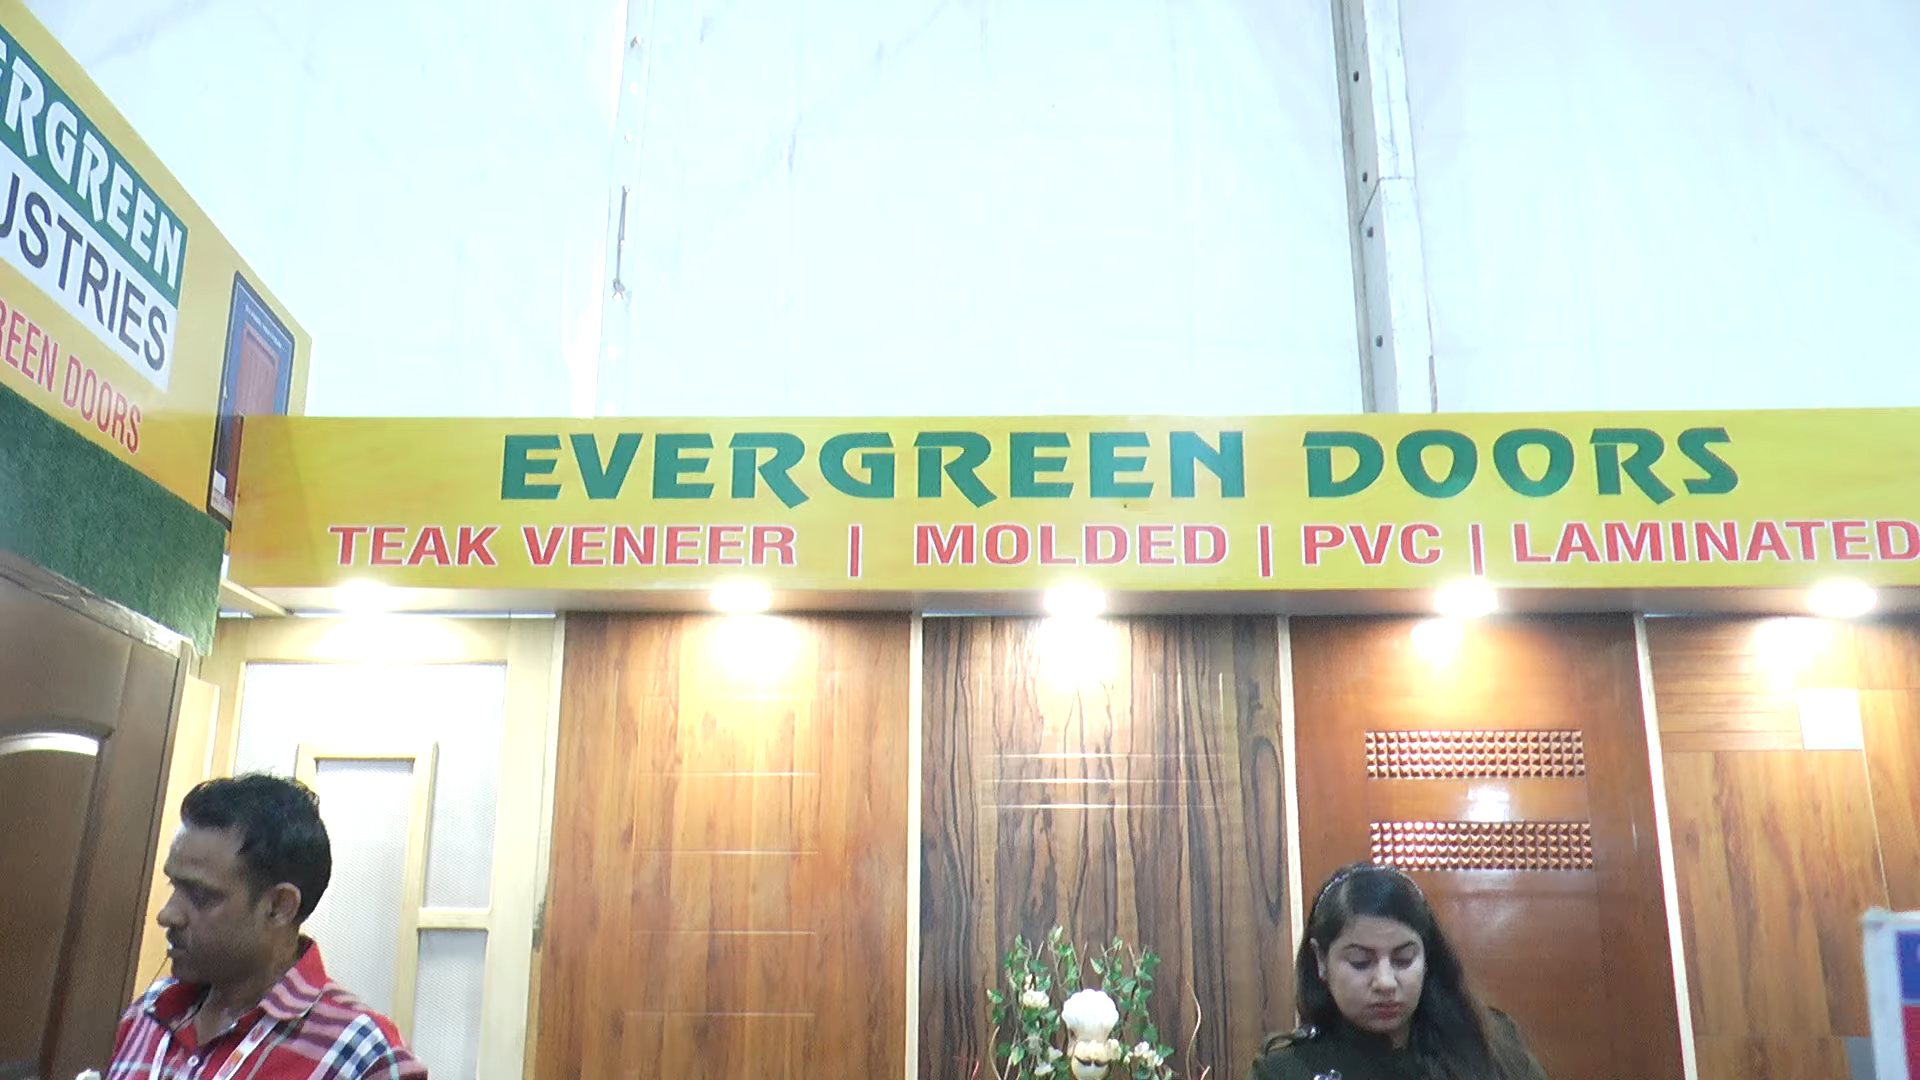 ERGREEN
USTRIES
REEN DOORS
EVERGREEN DOORS
TEAK VENEER | MOLDED | PVC | LAMINATED